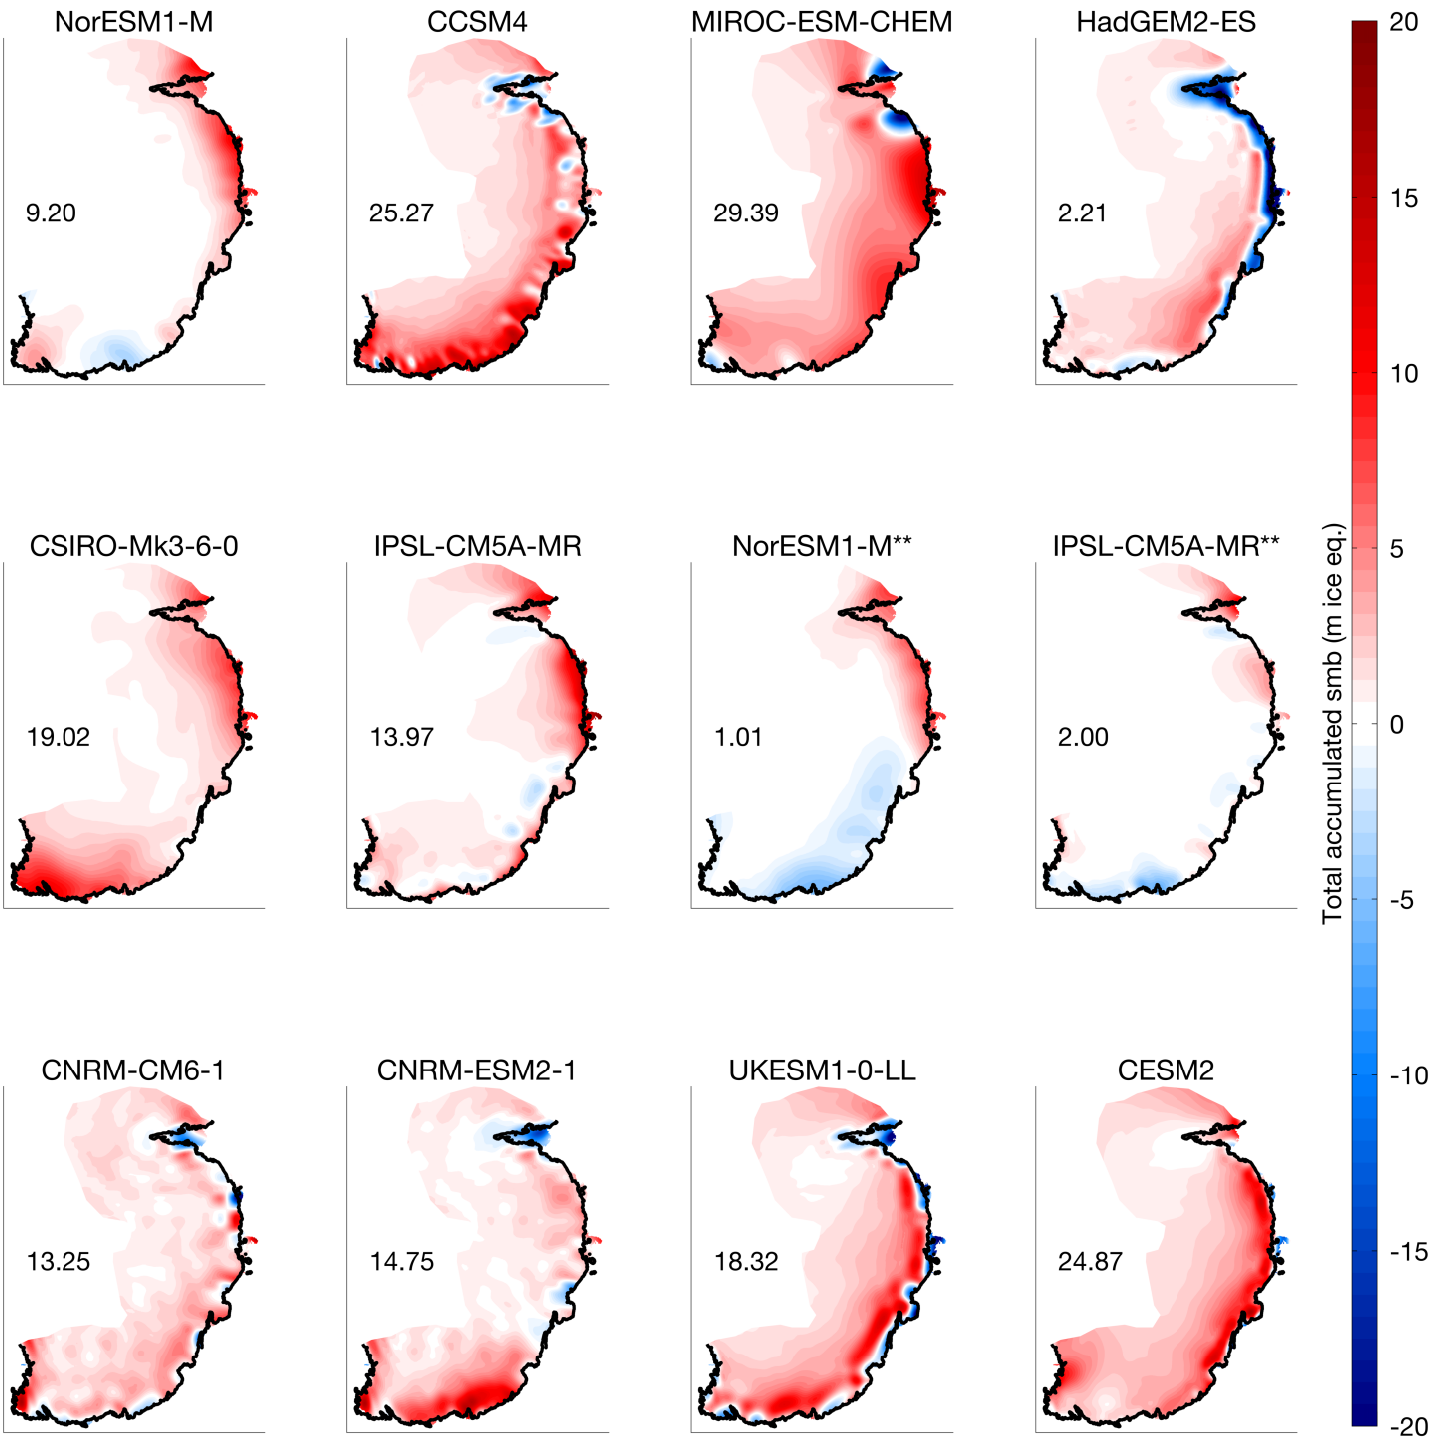 NorESM1-M
CCSM4
MIROC-ESM-CHEM
HadGEM2-ES
9.20
25.27
29.39
2.21
CSIRO-Mk3-6-0
IPSL-CM5A-MR
NorESM1-M**
IPSL-CM5A-MR**
19.02
13.97
1.01
2.00
CNRM-CM6-1
CNRM-ESM2-1
UKESM1-0-LL
CESM2
13.25
14.75
18.32
24.87
20
15
10
5
0
-5
-10
-15
-20
Total accumulated smb (m ice eq.)